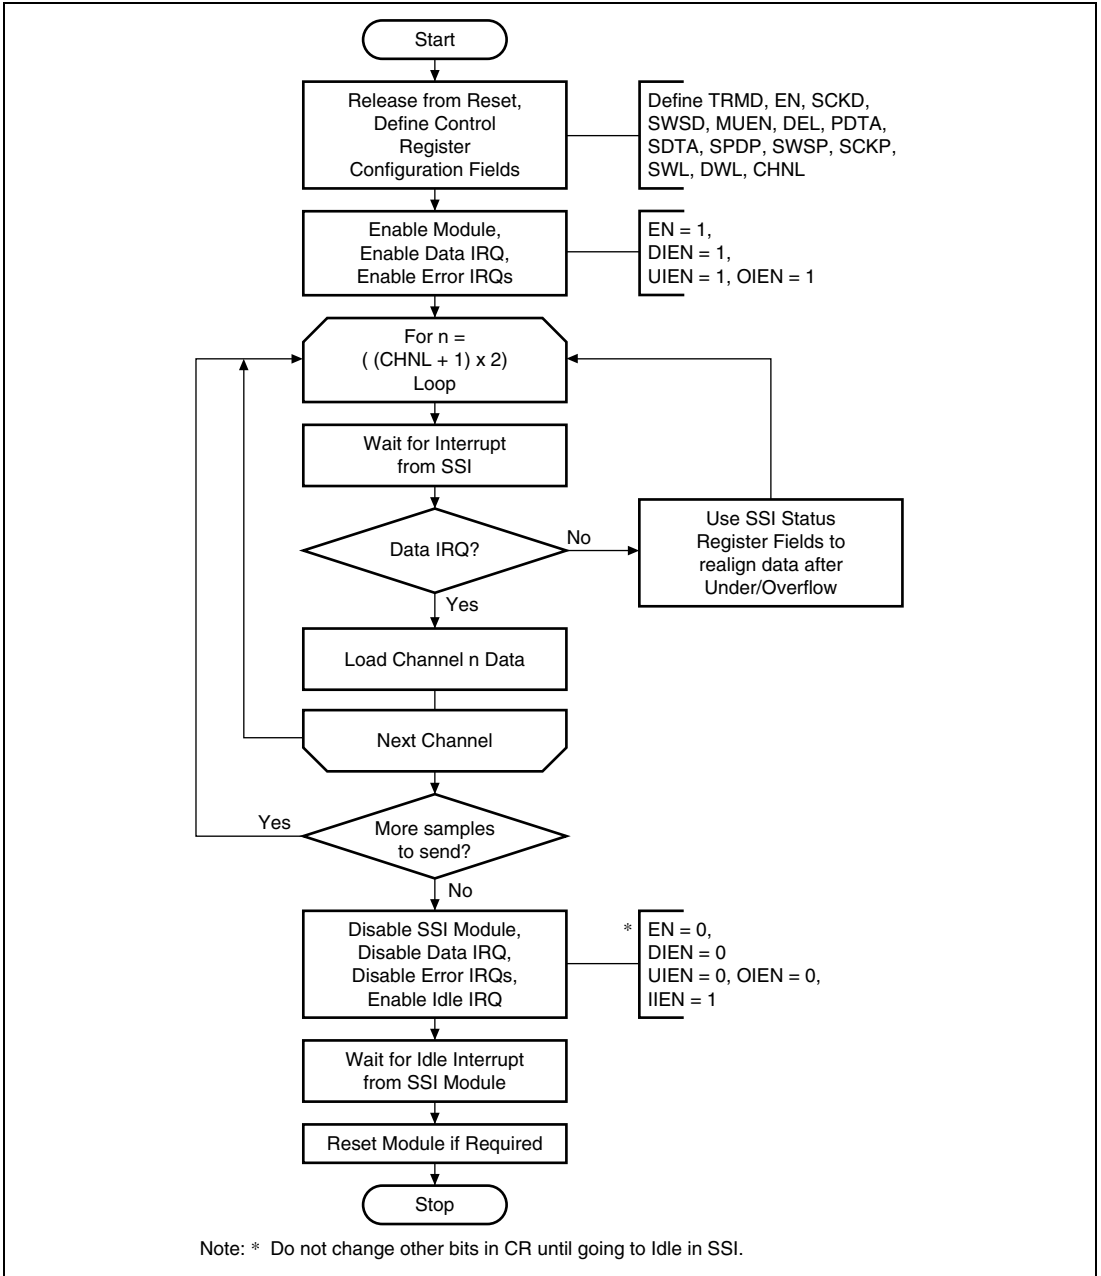 Start
Release from Reset,
Define Control
Register
Configuration Fields
Define TRMD, EN, SCKD,
SWSD, MUEN, DEL, PDTA,
SDTA, SPDP, SWSP, SCKP,
SWL, DWL, CHNL
Enable Module,
Enable Data IRQ,
Enable Error IRQs
EN = 1,
DIEN = 1,
UIEN = 1, OIEN = 1
For n =
( (CHNL + 1) x 2)
Loop
Wait for Interrupt
from SSI
Data IRQ?
No
Use SSI Status
Register Fields to
realign data after
Under/Overflow
Yes
Load Channel n Data
Next Channel
More samples
to send?
Yes
No
Disable SSI Module,
Disable Data IRQ,
Disable Error IRQs,
Enable Idle IRQ
* EN = 0,
DIEN = 0
UIEN = 0, OIEN = 0,
IIEN = 1
Wait for Idle Interrupt
from SSI Module
Reset Module if Required
Stop
Note: * Do not change other bits in CR until going to Idle in SSI.